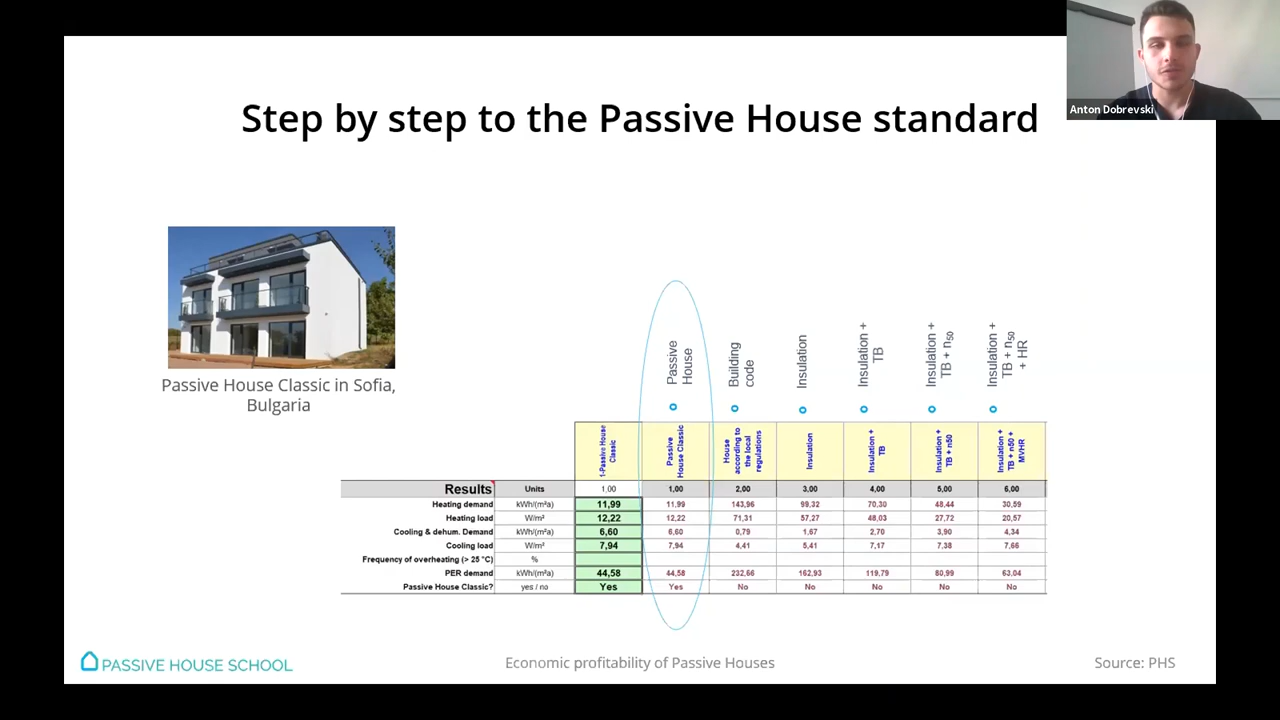 Anton Dobrevski
Step by step to the Passive House standard
Passive House Classic in Sofia,
Bulgaria
Passive
House
Building
code
Insulation
Insulation +
TB
Insulation +
TB + n50
Insulation +
TB + n50
+ HR
1-Passive House
Classic
Passive
House Classic
House
according to
the local
regulations
Insulation
Insulation +
TB
Insulation +
TB + n50
Insulation +
TB + n50 +
MVHR
Results Units 1,00 1,00 2,00 3,00 4,00 5,00 6,00
Heating demand kWh/(m²a) 11,99 11,99 143,96 99,32 70,30 48,44 30,59
Heating load W/m² 12,22 12,22 71,31 57,27 48,03 27,72 20,57
Cooling & dehum. Demand kWh/(m²a) 6,60 6,60 0,79 1,67 2,70 3,90 4,34
Cooling load W/m² 7,94 7,94 4,41 5,41 7,17 7,38 7,66
Frequency of overheating (> 25 °C) %
PER demand kWh/(m²a) 44,58 44,58 232,66 162,93 119,79 80,99 63,04
Passive House Classic? yes / no Yes Yes No No No No No
PASSIVE HOUSE SCHOOL
Economic profitability of Passive Houses
Source: PHS